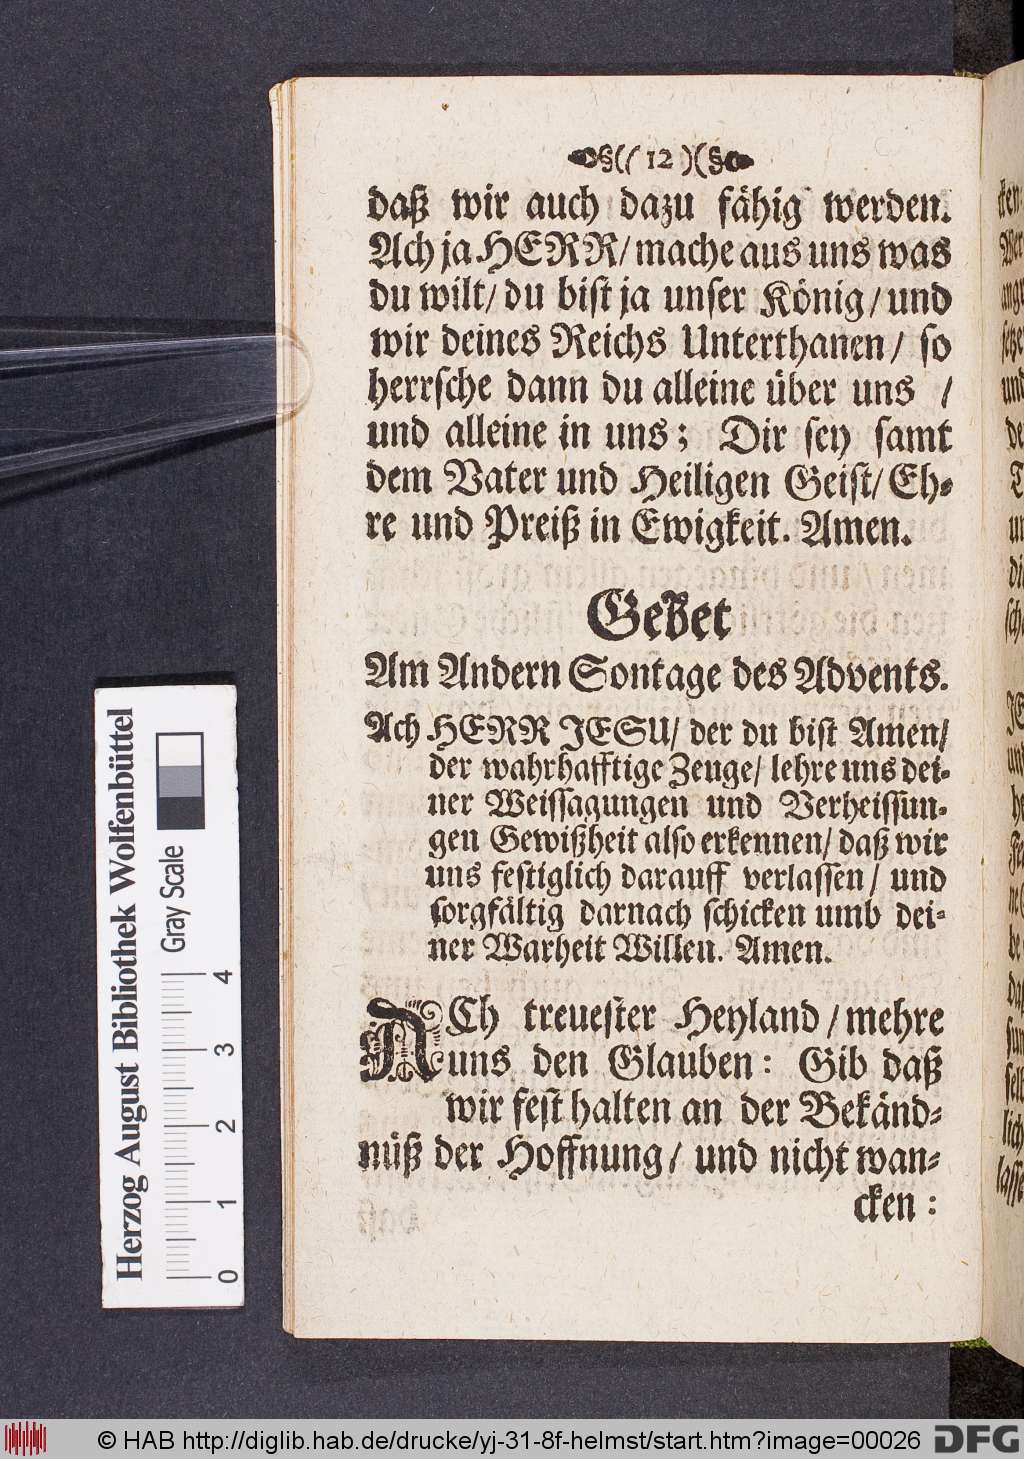 §(( 12 )(§
daß wir auch dazu fähig werden.
Ach ja HERR/ mache aus uns was
du wilt/ du bist ja unser König/ und
wir deines Reichs Unterthanen/ so
herrsche dann du alleine über uns /
und alleine in uns; Dir sey samt
dem Vater und Heiligen Geist/ Eh-
re und Preiß in Ewigkeit. Amen.
Gebet
Am Andern Sontage des Advents.
Ach HERR JESU/ der du bist Amen/
der wahrhafftige Zeuge/ lehre uns dei-
ner Weissagungen und Verheissun-
gen Gewißheit also erkennen/ daß wir
uns festiglich darauff verlassen/ und
sorgfältig darnach schicken umb dei-
ner Warheit Willen. Amen.
ACh treuester Heyland/ mehre
uns den Glauben: Gib daß
wir fest halten an der Bekänd-
nüß der Hoffnung/ und nicht wan-
cken:
Herzog August Bibliothek Wolfenbüttel
Gray Scale
0 1 2 3 4
© HAB http://diglib.hab.de/drucke/yj-31-8f-helmst/start.htm?image=00026
DFG